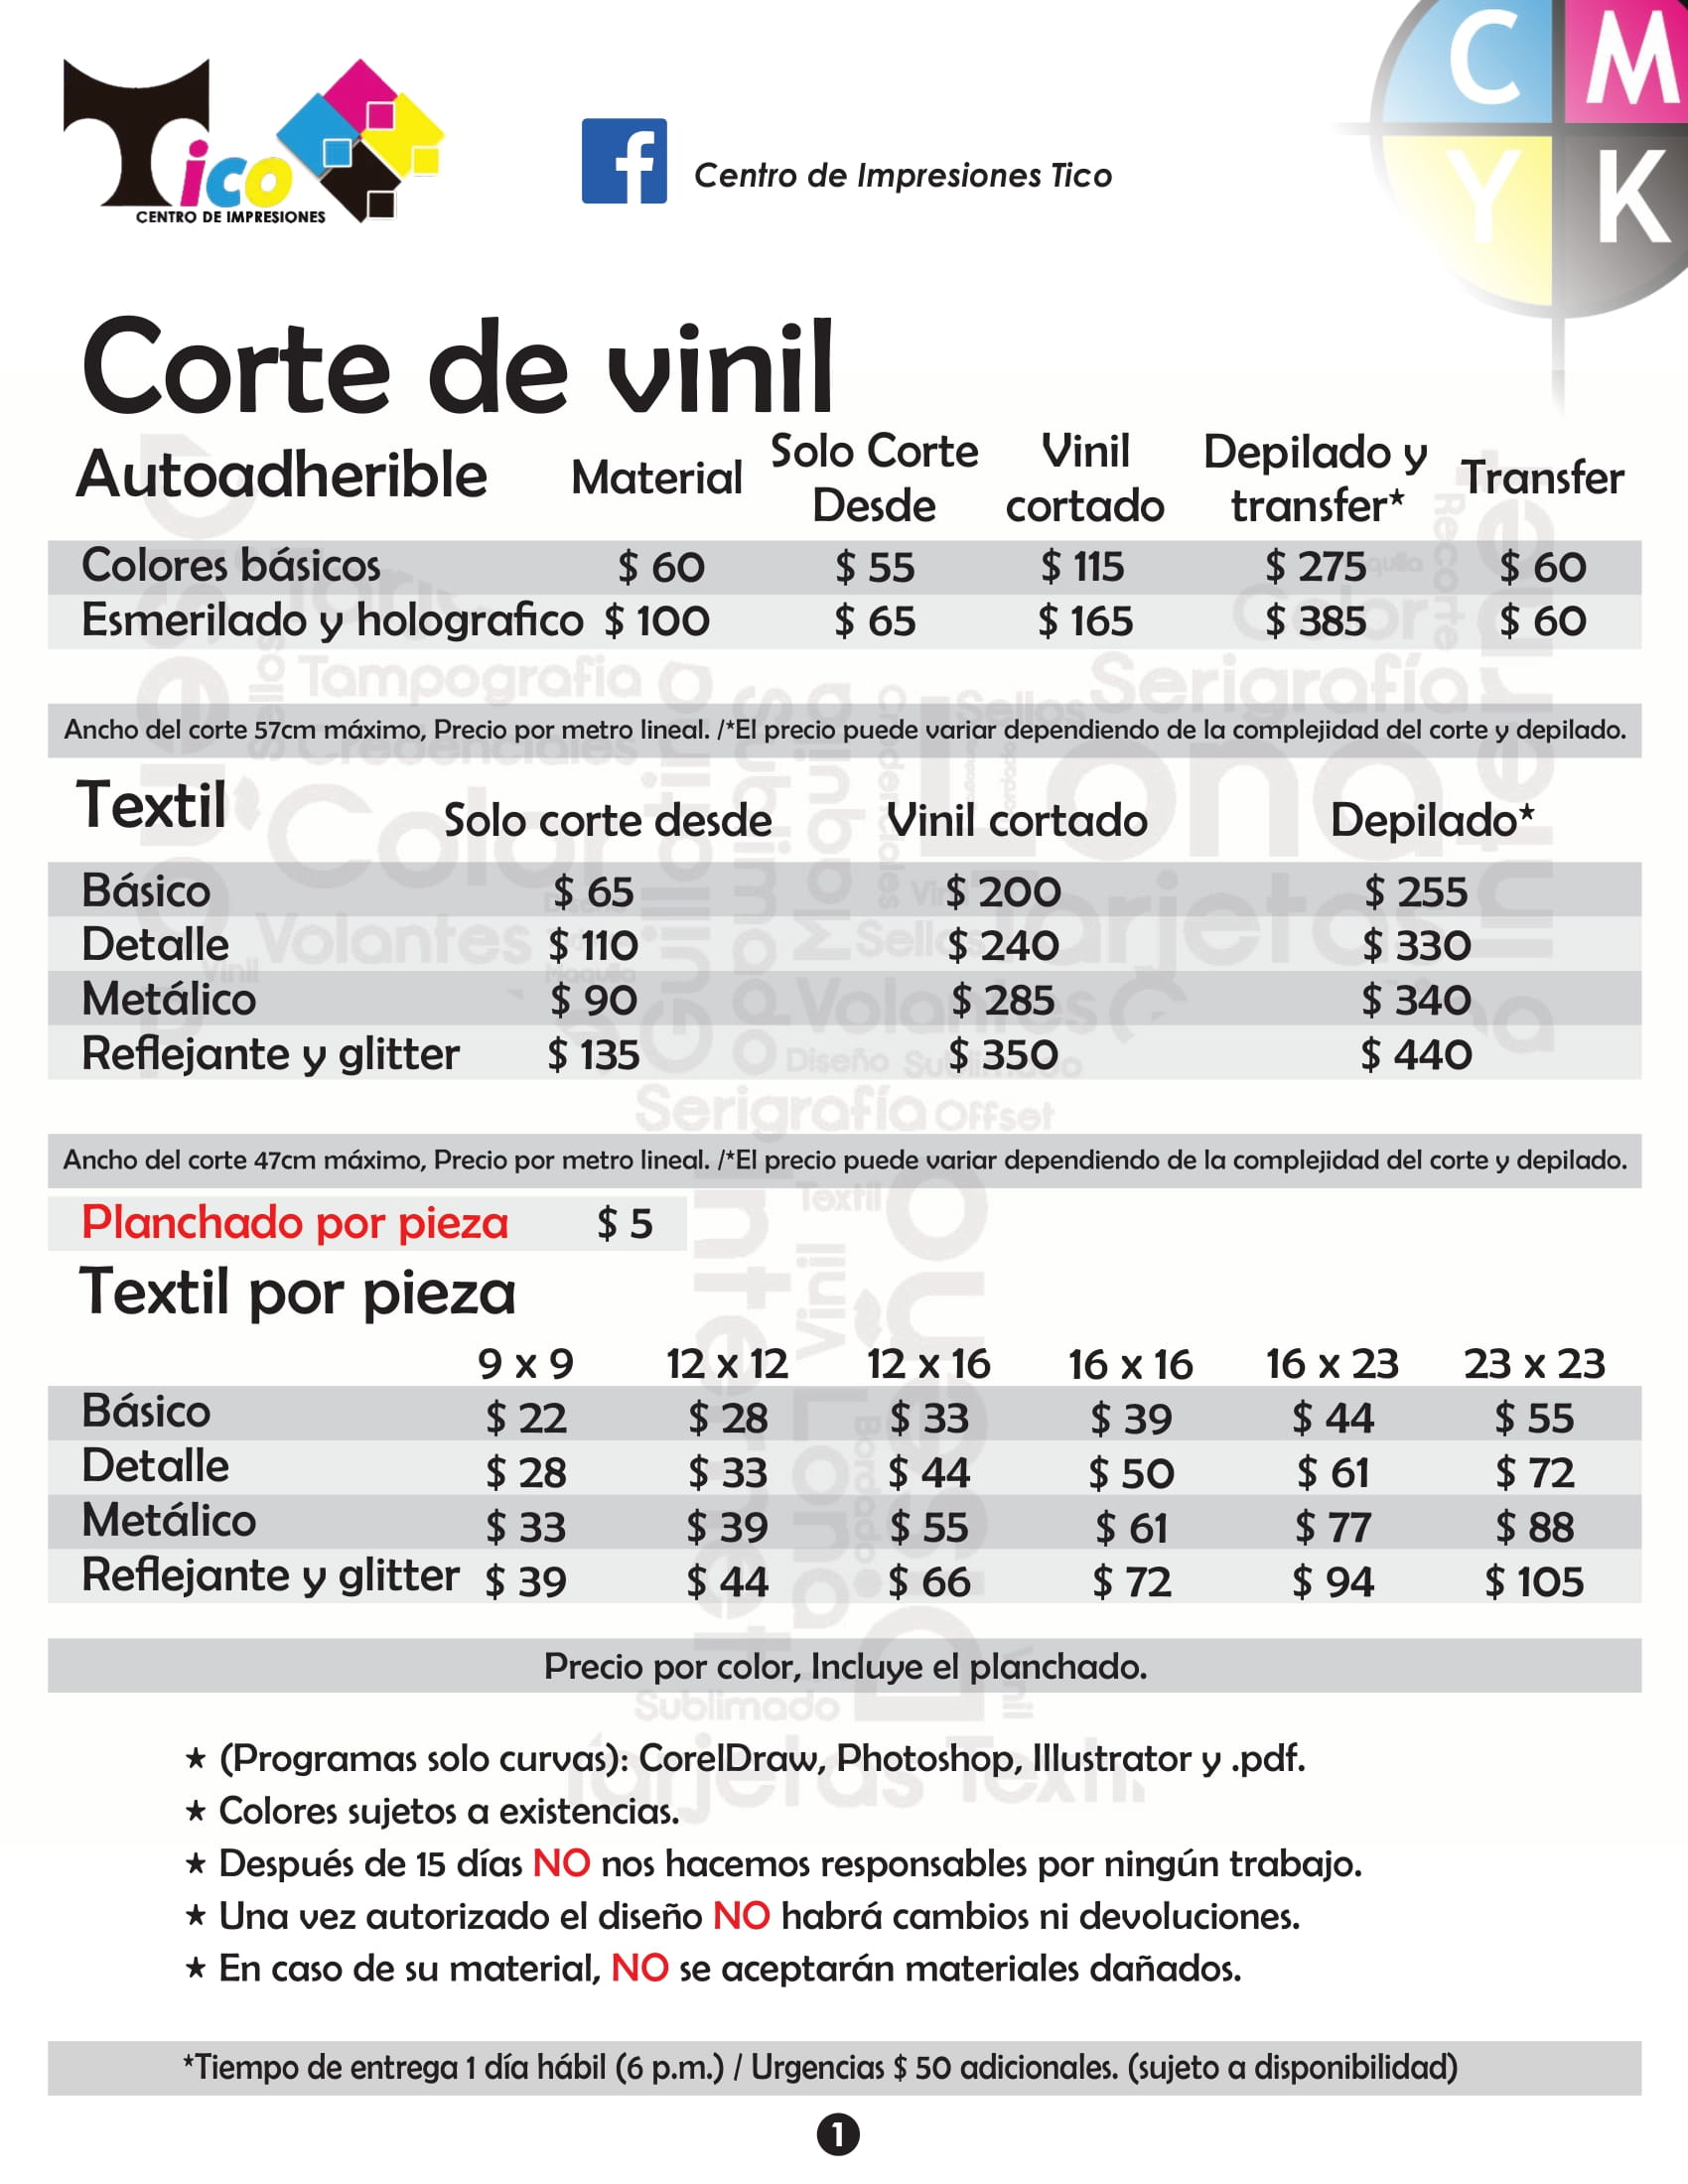 Tico
CENTRO DE IMPRESIONES
Centro de Impresiones Tico
C M
Y K
Corte de vinil
Autoadherible Material Solo Corte Desde Vinil cortado Depilado y transfer* Transfer
Colores básicos $ 60 $ 55 $ 115 $ 275 $ 60
Esmerilado y holografico $ 100 $ 65 $ 165 $ 385 $ 60
Ancho del corte 57cm máximo, Precio por metro lineal. /*El precio puede variar dependiendo de la complejidad del corte y depilado.
Textil Solo corte desde Vinil cortado Depilado*
Básico $ 65 $ 200 $ 255
Detalle $ 110 $ 240 $ 330
Metálico $ 90 $ 285 $ 340
Reflejante y glitter $ 135 $ 350 $ 440
Ancho del corte 47cm máximo, Precio por metro lineal. /*El precio puede variar dependiendo de la complejidad del corte y depilado.
Planchado por pieza $ 5
Textil por pieza
9 x 9 12 x 12 12 x 16 16 x 16 16 x 23 23 x 23
Básico $ 22 $ 28 $ 33 $ 39 $ 44 $ 55
Detalle $ 28 $ 33 $ 44 $ 50 $ 61 $ 72
Metálico $ 33 $ 39 $ 55 $ 61 $ 77 $ 88
Reflejante y glitter $ 39 $ 44 $ 66 $ 72 $ 94 $ 105
Precio por color, Incluye el planchado.
★ (Programas solo curvas): CorelDraw, Photoshop, Illustrator y .pdf.
★ Colores sujetos a existencias.
★ Después de 15 días NO nos hacemos responsables por ningún trabajo.
★ Una vez autorizado el diseño NO habrá cambios ni devoluciones.
★ En caso de su material, NO se aceptarán materiales dañados.
*Tiempo de entrega 1 día hábil (6 p.m.) / Urgencias $ 50 adicionales. (sujeto a disponibilidad)
1